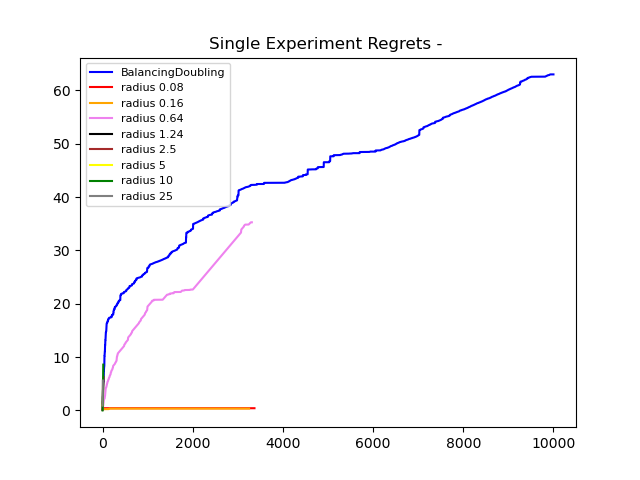 Single Experiment Regrets -
BalancingDoubling
radius 0.08
radius 0.16
radius 0.64
radius 1.24
radius 2.5
radius 5
radius 10
radius 25
60
50
40
30
20
10
0
0 2000 4000 6000 8000 10000